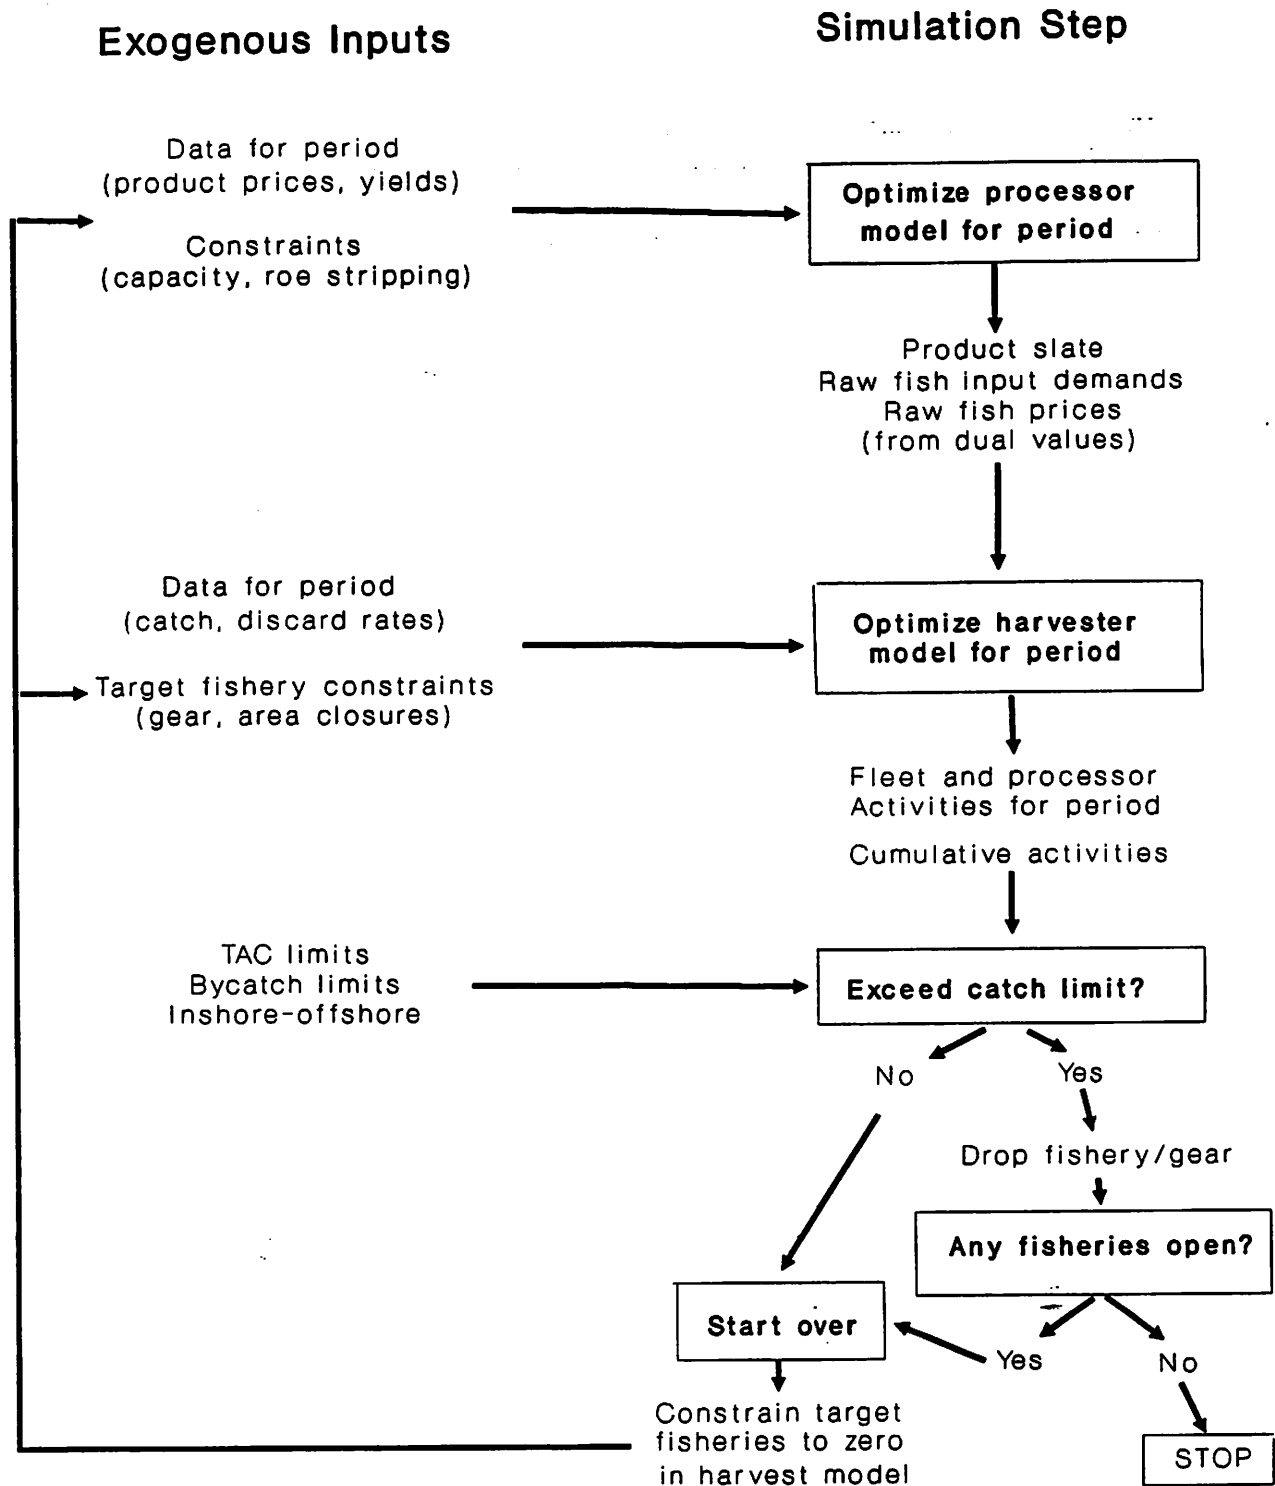 Exogenous Inputs
Simulation Step
Data for period
(product prices, yields)
Constraints
(capacity, roe stripping)
Optimize processor
model for period
Product slate
Raw fish input demands
Raw fish prices
(from dual values)
Data for period
(catch, discard rates)
Target fishery constraints
(gear, area closures)
Optimize harvester
model for period
Fleet and processor
Activities for period
Cumulative activities
TAC limits
Bycatch limits
Inshore-offshore
Exceed catch limit?
No
Yes
Drop fishery/gear
Any fisheries open?
Start over
Yes
No
Constrain target
fisheries to zero
in harvest model
STOP